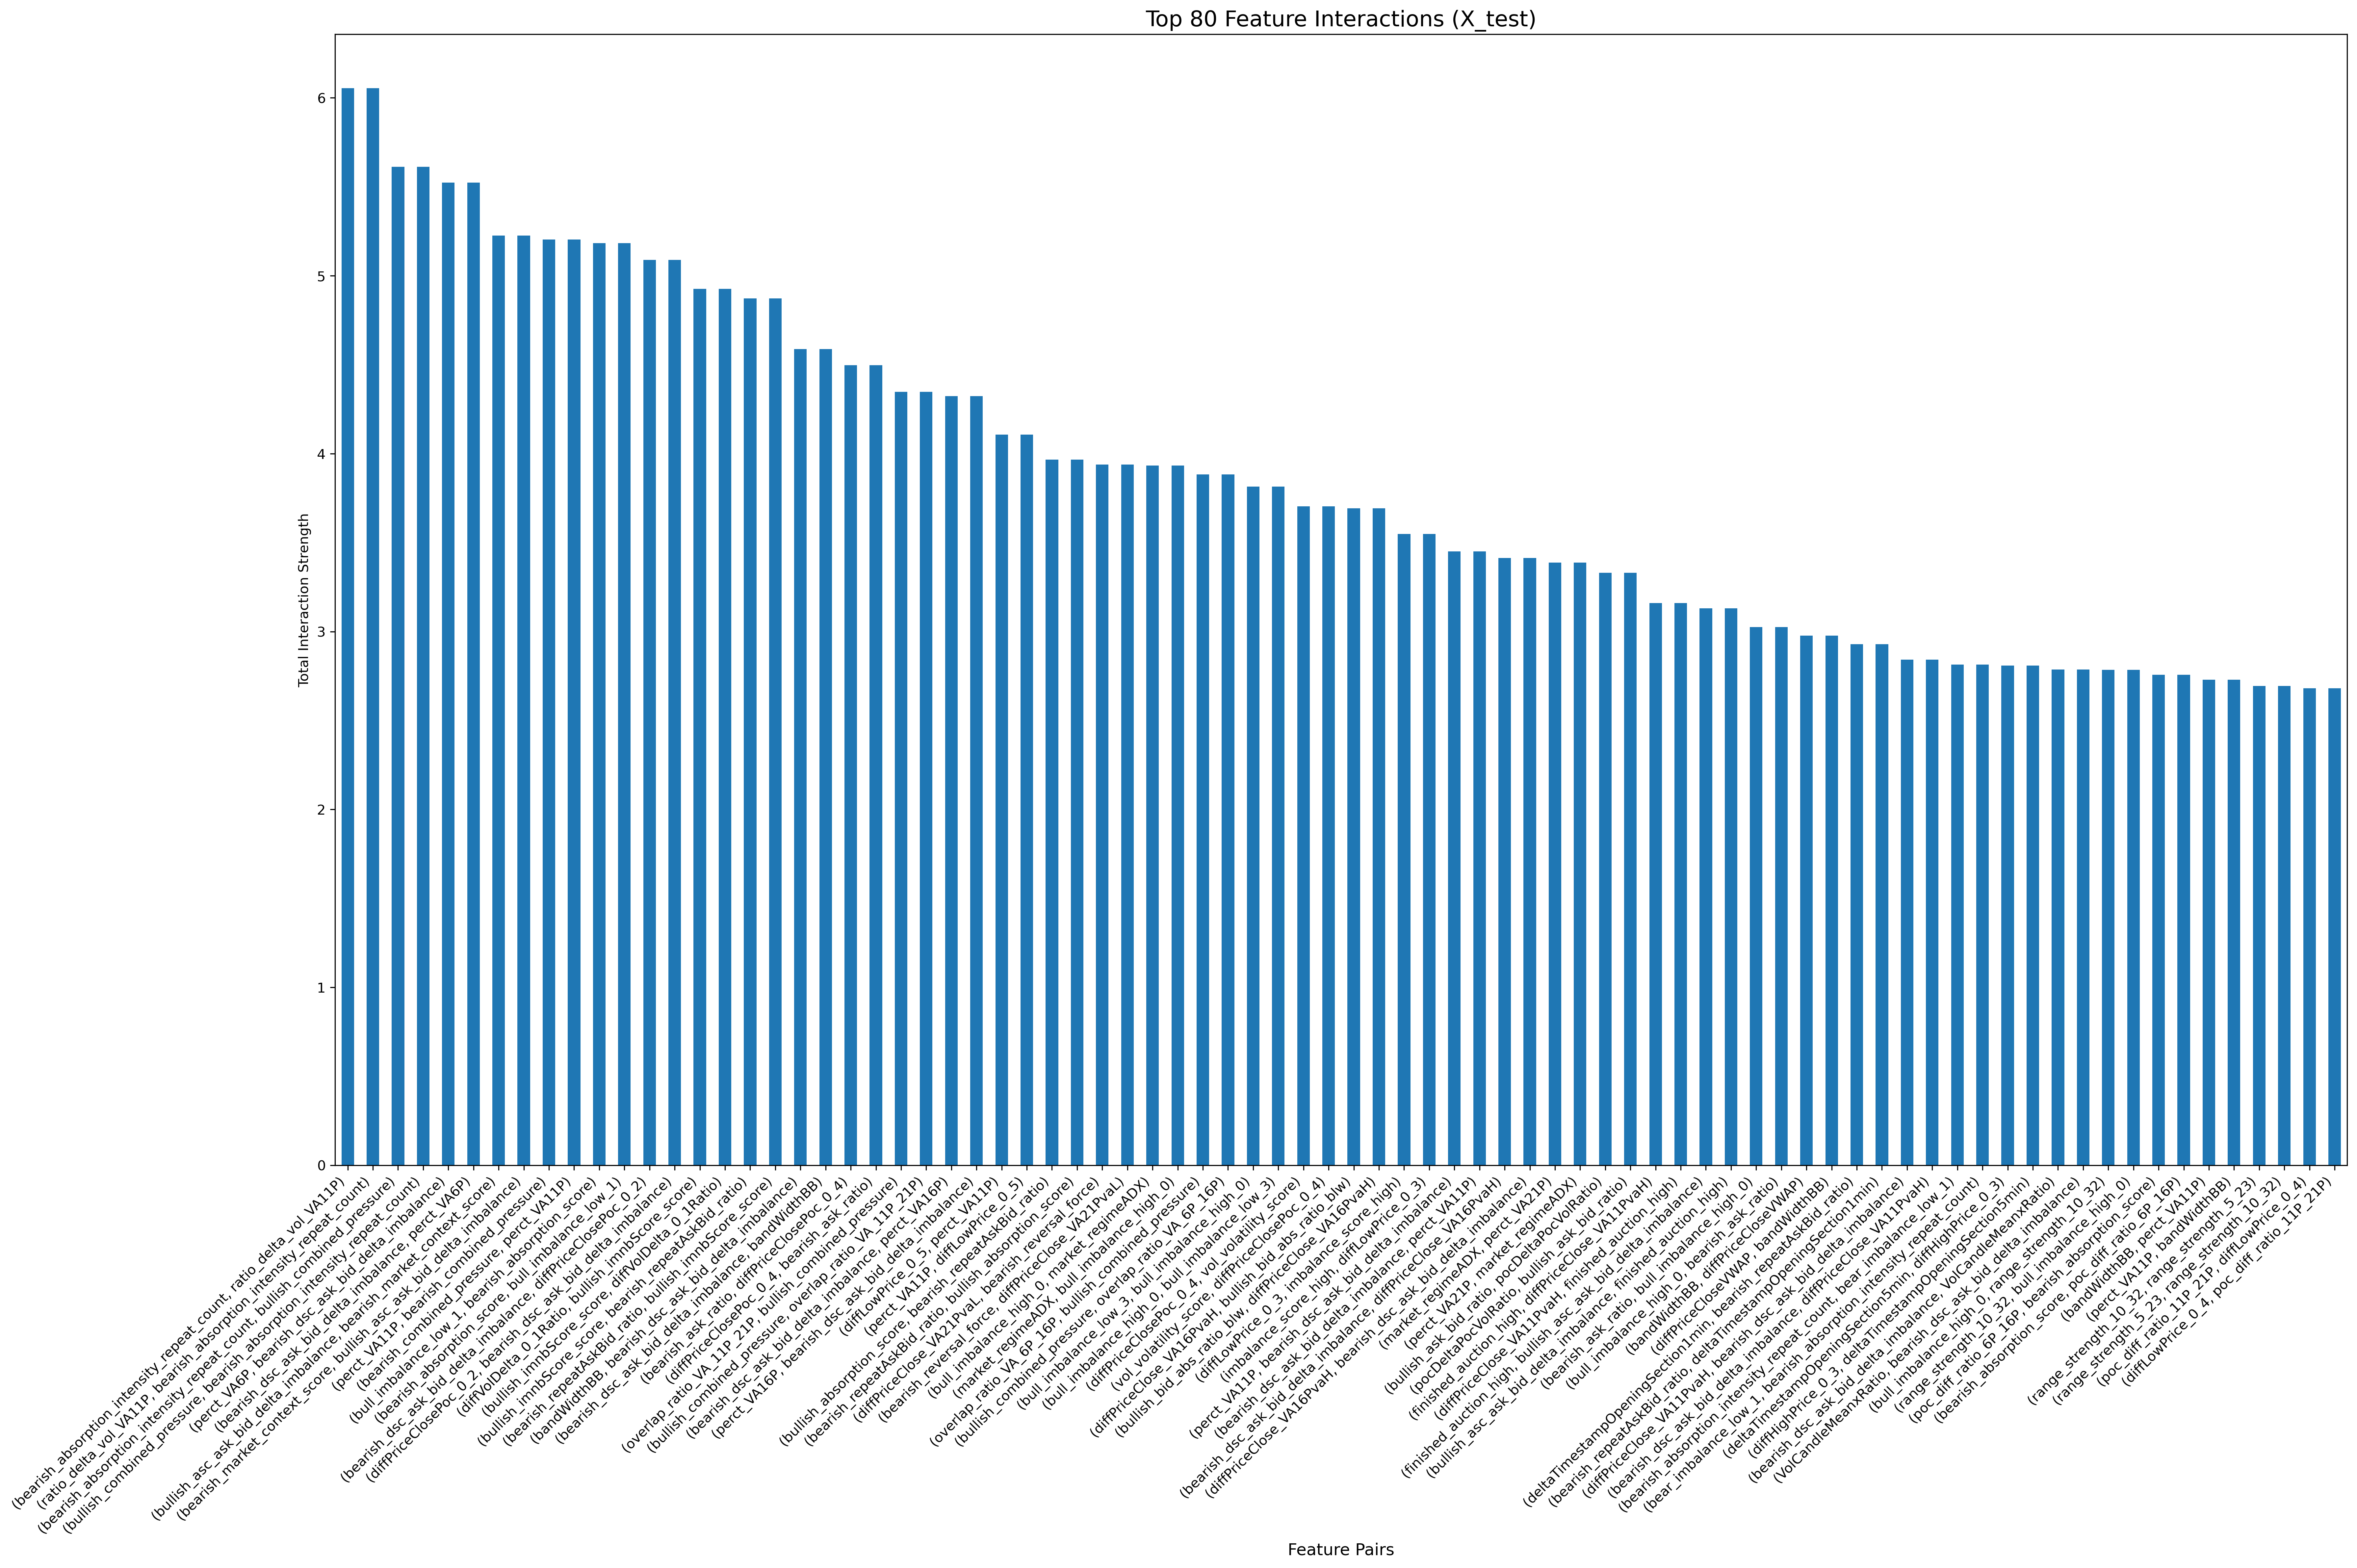 Top 80 Feature Interactions (X_test)
Total Interaction Strength
6
5
4
3
2
1
0
(bearish_absorption_intensity_repeat_count, ratio_delta_vol_VA11P)
(ratio_delta_vol_VA11P, bearish_absorption_intensity_repeat_count)
(bearish_absorption_intensity_repeat_count, bullish_combined_pressure)
(bullish_combined_pressure, bearish_absorption_intensity_repeat_count)
(perct_VA6P, bearish_dsc_ask_bid_delta_imbalance)
(bearish_dsc_ask_bid_delta_imbalance, perct_VA6P)
(bullish_asc_ask_bid_delta_imbalance, bearish_market_context_score)
(bearish_market_context_score, bullish_asc_ask_bid_delta_imbalance)
(perct_VA11P, bearish_combined_pressure)
(bearish_combined_pressure, perct_VA11P)
(bull_imbalance_low_1, bearish_absorption_score)
(bearish_absorption_score, bull_imbalance_low_1)
(bearish_dsc_ask_bid_delta_imbalance, diffPriceClosePoc_0_2)
(diffPriceClosePoc_0_2, bearish_dsc_ask_bid_delta_imbalance)
(diffVolDelta_0_1Ratio, bullish_imnbScore_score)
(bullish_imnbScore_score, diffVolDelta_0_1Ratio)
(bullish_imnbScore_score, bearish_repeatAskBid_ratio)
(bearish_repeatAskBid_ratio, bullish_imnbScore_score)
(bandWidthBB, bearish_dsc_ask_bid_delta_imbalance)
(bearish_dsc_ask_bid_delta_imbalance, bandWidthBB)
(bearish_ask_ratio, diffPriceClosePoc_0_4)
(diffPriceClosePoc_0_4, bearish_ask_ratio)
(overlap_ratio_VA_11P_21P, bullish_combined_pressure)
(bullish_combined_pressure, overlap_ratio_VA_11P_21P)
(bearish_dsc_ask_bid_delta_imbalance, perct_VA16P)
(perct_VA16P, bearish_dsc_ask_bid_delta_imbalance)
(diffLowPrice_0_5, perct_VA11P)
(perct_VA11P, diffLowPrice_0_5)
(bullish_absorption_score, bearish_repeatAskBid_ratio)
(bearish_repeatAskBid_ratio, bullish_absorption_score)
(diffPriceClose_VA21PvaL, bearish_reversal_force)
(bearish_reversal_force, diffPriceClose_VA21PvaL)
(bull_imbalance_high_0, market_regimeADX)
(market_regimeADX, bull_imbalance_high_0)
(overlap_ratio_VA_6P_16P, bullish_combined_pressure)
(bullish_combined_pressure, overlap_ratio_VA_6P_16P)
(bull_imbalance_low_3, bull_imbalance_high_0)
(bull_imbalance_high_0, bull_imbalance_low_3)
(diffPriceClosePoc_0_4, vol_volatility_score)
(vol_volatility_score, diffPriceClosePoc_0_4)
(diffPriceClose_VA16PvaH, bullish_bid_abs_ratio_blw)
(bullish_bid_abs_ratio_blw, diffPriceClose_VA16PvaH)
(diffLowPrice_0_3, imbalance_score_high)
(imbalance_score_high, diffLowPrice_0_3)
(perct_VA11P, bearish_dsc_ask_bid_delta_imbalance)
(bearish_dsc_ask_bid_delta_imbalance, perct_VA11P)
(bearish_dsc_ask_bid_delta_imbalance, diffPriceClose_VA16PvaH)
(diffPriceClose_VA16PvaH, bearish_dsc_ask_bid_delta_imbalance)
(market_regimeADX, perct_VA21P)
(perct_VA21P, market_regimeADX)
(bullish_ask_bid_ratio, pocDeltaPocVolRatio)
(pocDeltaPocVolRatio, bullish_ask_bid_ratio)
(finished_auction_high, diffPriceClose_VA11PvaH)
(diffPriceClose_VA11PvaH, finished_auction_high)
(finished_auction_high, bullish_asc_ask_bid_delta_imbalance)
(bullish_asc_ask_bid_delta_imbalance, finished_auction_high)
(bearish_ask_ratio, bull_imbalance_high_0)
(bull_imbalance_high_0, bearish_ask_ratio)
(bandWidthBB, diffPriceCloseVWAP)
(diffPriceCloseVWAP, bandWidthBB)
(deltaTimestampOpeningSection1min, bearish_repeatAskBid_ratio)
(bearish_repeatAskBid_ratio, deltaTimestampOpeningSection1min)
(diffPriceClose_VA11PvaH, bearish_dsc_ask_bid_delta_imbalance)
(bearish_dsc_ask_bid_delta_imbalance, diffPriceClose_VA11PvaH)
(bearish_absorption_intensity_repeat_count, bear_imbalance_low_1)
(bear_imbalance_low_1, bearish_absorption_intensity_repeat_count)
(deltaTimestampOpeningSection5min, diffHighPrice_0_3)
(diffHighPrice_0_3, deltaTimestampOpeningSection5min)
(bearish_dsc_ask_bid_delta_imbalance, VolCandleMeanxRatio)
(VolCandleMeanxRatio, bearish_dsc_ask_bid_delta_imbalance)
(bull_imbalance_high_0, range_strength_10_32)
(range_strength_10_32, bull_imbalance_high_0)
(poc_diff_ratio_6P_16P, bearish_absorption_score)
(bearish_absorption_score, poc_diff_ratio_6P_16P)
(bandWidthBB, perct_VA11P)
(perct_VA11P, bandWidthBB)
(range_strength_10_32, range_strength_5_23)
(range_strength_5_23, range_strength_10_32)
(poc_diff_ratio_11P_21P, diffLowPrice_0_4)
(diffLowPrice_0_4, poc_diff_ratio_11P_21P)
Feature Pairs